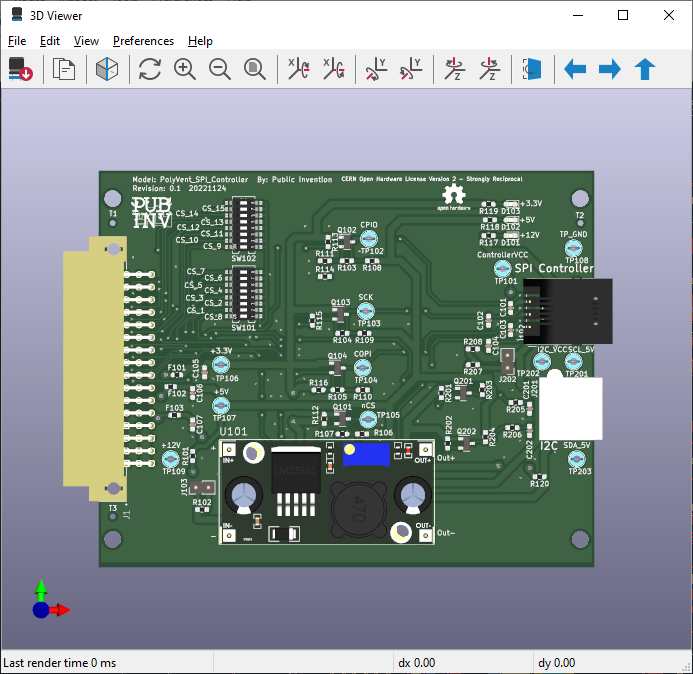 3D Viewer
File Edit View Preferences Help
Model: PolyVent_SPI_Controller By: Public Invention CERN Open Hardware License Version 2 - Strongly Reciprocal
Revision: 0.1 20221124
PUB
INV
open hardware
T1
T2
CS_15
CS_14
CS_13
CS_12
CS_11
CS_10
CS_9
SW102
CS_7
CS_6
CS_5
CS_4
CS_3
CS_2
CS_1
CS_8
SW101
CPIO
Q102
R113
TP102
R111
R103
R108
R114
SCK
Q103
R115
TP103
R104 R109
COPI
Q104
TP104
R116
R105
R110
nCS
R112
Q101
TP105
R107
R106
R119 D103 +3.3V
R118 D102 +5V
R117 D101 +12V
TP_GND
TP108
ControllerVCC
TP101
SPI Controller
C101
C102
C103
C104
J102
R208
R207
J202
I2C_VCC
SCL_5V
TP202
TP201
Q201
R201
R203
C201
J201
R205
R202
R204
R206
Q202
C202
I2C
SDA_5V
TP203
R120
+3.3V
TP106
F101
C105
F102
C106
+5V
TP107
F103
C107
+12V
TP109
R101
J103
R102
T3
J1
U101
+
IN+
LM2596S
470
OUT+
Out+
-
IN-
OUT-
Out-
X
Y
Z
Last render time 0 ms
dx 0.00
dy 0.00